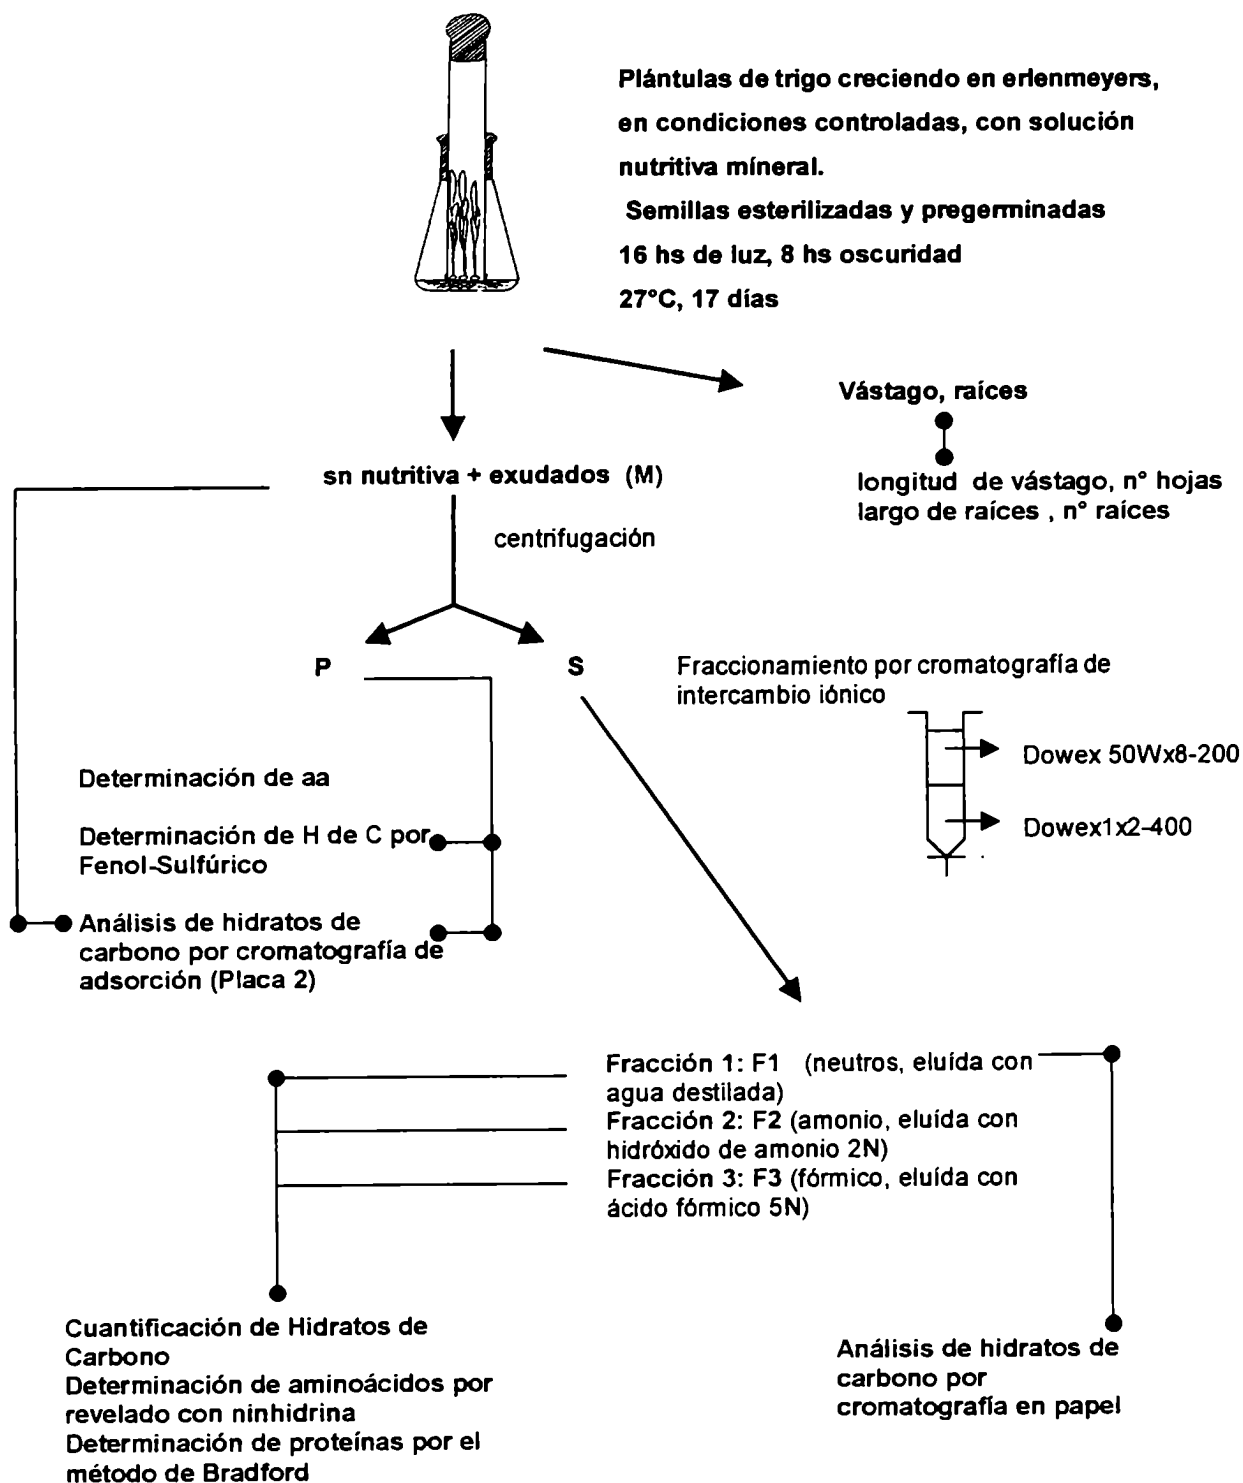 Plántulas de trigo creciendo en erlenmeyers,
en condiciones controladas, con solución
nutritiva míneral.
Semillas esterilizadas y pregerminadas
16 hs de luz, 8 hs oscuridad
27°C, 17 días
Vástago, raíces
longitud de vástago, n° hojas
largo de raíces , n° raíces
sn nutritiva + exudados (M)
centrifugación
P
S
Fraccionamiento por cromatografía de
intercambio iónico
Dowex 50Wx8-200
Dowex1x2-400
Determinación de aa
Determinación de H de C por
Fenol-Sulfúrico
Análisis de hidratos de
carbono por cromatografía de
adsorción (Placa 2)
Fracción 1: F1 (neutros, eluída con
agua destilada)
Fracción 2: F2 (amonio, eluída con
hidróxido de amonio 2N)
Fracción 3: F3 (fórmico, eluída con
ácido fórmico 5N)
Cuantificación de Hidratos de
Carbono
Determinación de aminoácidos por
revelado con ninhidrina
Determinación de proteínas por el
método de Bradford
Análisis de hidratos de
carbono por
cromatografía en papel